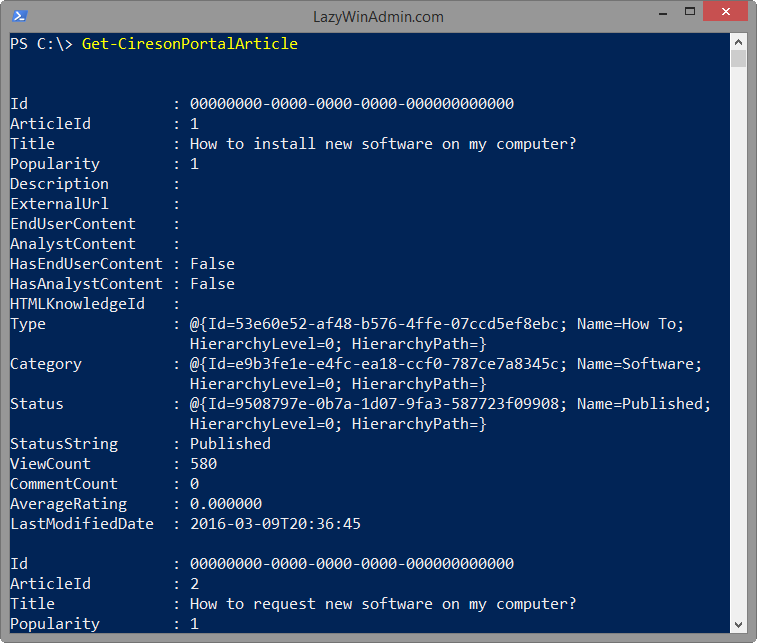 LazyWinAdmin.com
PS C:\> Get-CiresonPortalArticle
Id                : 00000000-0000-0000-0000-000000000000
ArticleId         : 1
Title             : How to install new software on my computer?
Popularity        : 1
Description       :
ExternalUrl       :
EndUserContent    :
AnalystContent    :
HasEndUserContent : False
HasAnalystContent : False
HTMLKnowledgeId   :
Type              : @{Id=53e60e52-af48-b576-4ffe-07ccd5ef8ebc; Name=How To;
                    HierarchyLevel=0; HierarchyPath=}
Category          : @{Id=e9b3fe1e-e4fc-ea18-ccf0-787ce7a8345c; Name=Software;
                    HierarchyLevel=0; HierarchyPath=}
Status            : @{Id=9508797e-0b7a-1d07-9fa3-587723f09908; Name=Published;
                    HierarchyLevel=0; HierarchyPath=}
StatusString      : Published
ViewCount         : 580
CommentCount      : 0
AverageRating     : 0.000000
LastModifiedDate  : 2016-03-09T20:36:45
Id                : 00000000-0000-0000-0000-000000000000
ArticleId         : 2
Title             : How to request new software on my computer?
Popularity        : 1